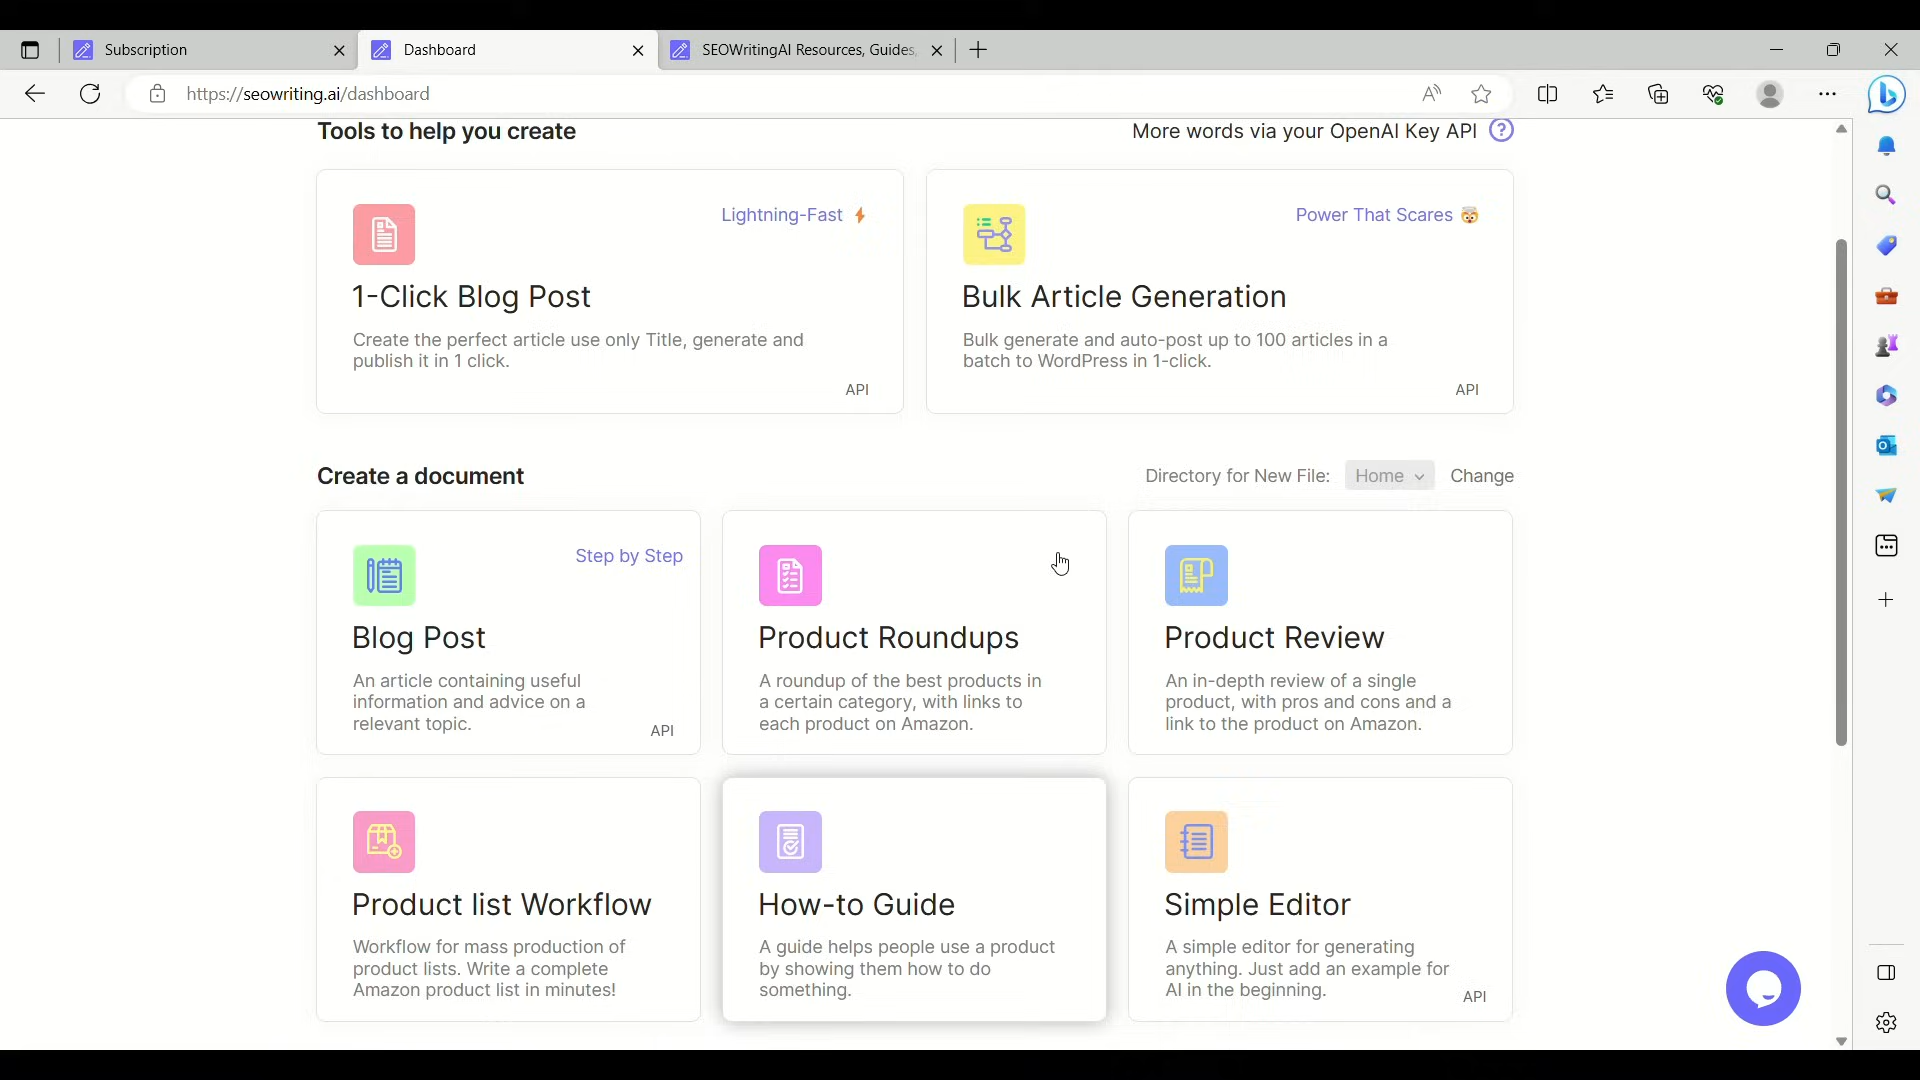 Subscription
Dashboard
SEOWritingAI Resources, Guides,
https://seowriting.ai/dashboard
Tools to help you create
More words via your OpenAI Key API ?
Lightning-Fast
1-Click Blog Post
Create the perfect article use only Title, generate and
publish it in 1 click.
API
Power That Scares
Bulk Article Generation
Bulk generate and auto-post up to 100 articles in a
batch to WordPress in 1-click.
API
Create a document
Directory for New File: Home Change
Step by Step
Blog Post
An article containing useful
information and advice on a
relevant topic.
API
Product Roundups
A roundup of the best products in
a certain category, with links to
each product on Amazon.
Product Review
An in-depth review of a single
product, with pros and cons and a
link to the product on Amazon.
Product list Workflow
Workflow for mass production of
product lists. Write a complete
Amazon product list in minutes!
How-to Guide
A guide helps people use a product
by showing them how to do
something.
Simple Editor
A simple editor for generating
anything. Just add an example for
AI in the beginning.
API